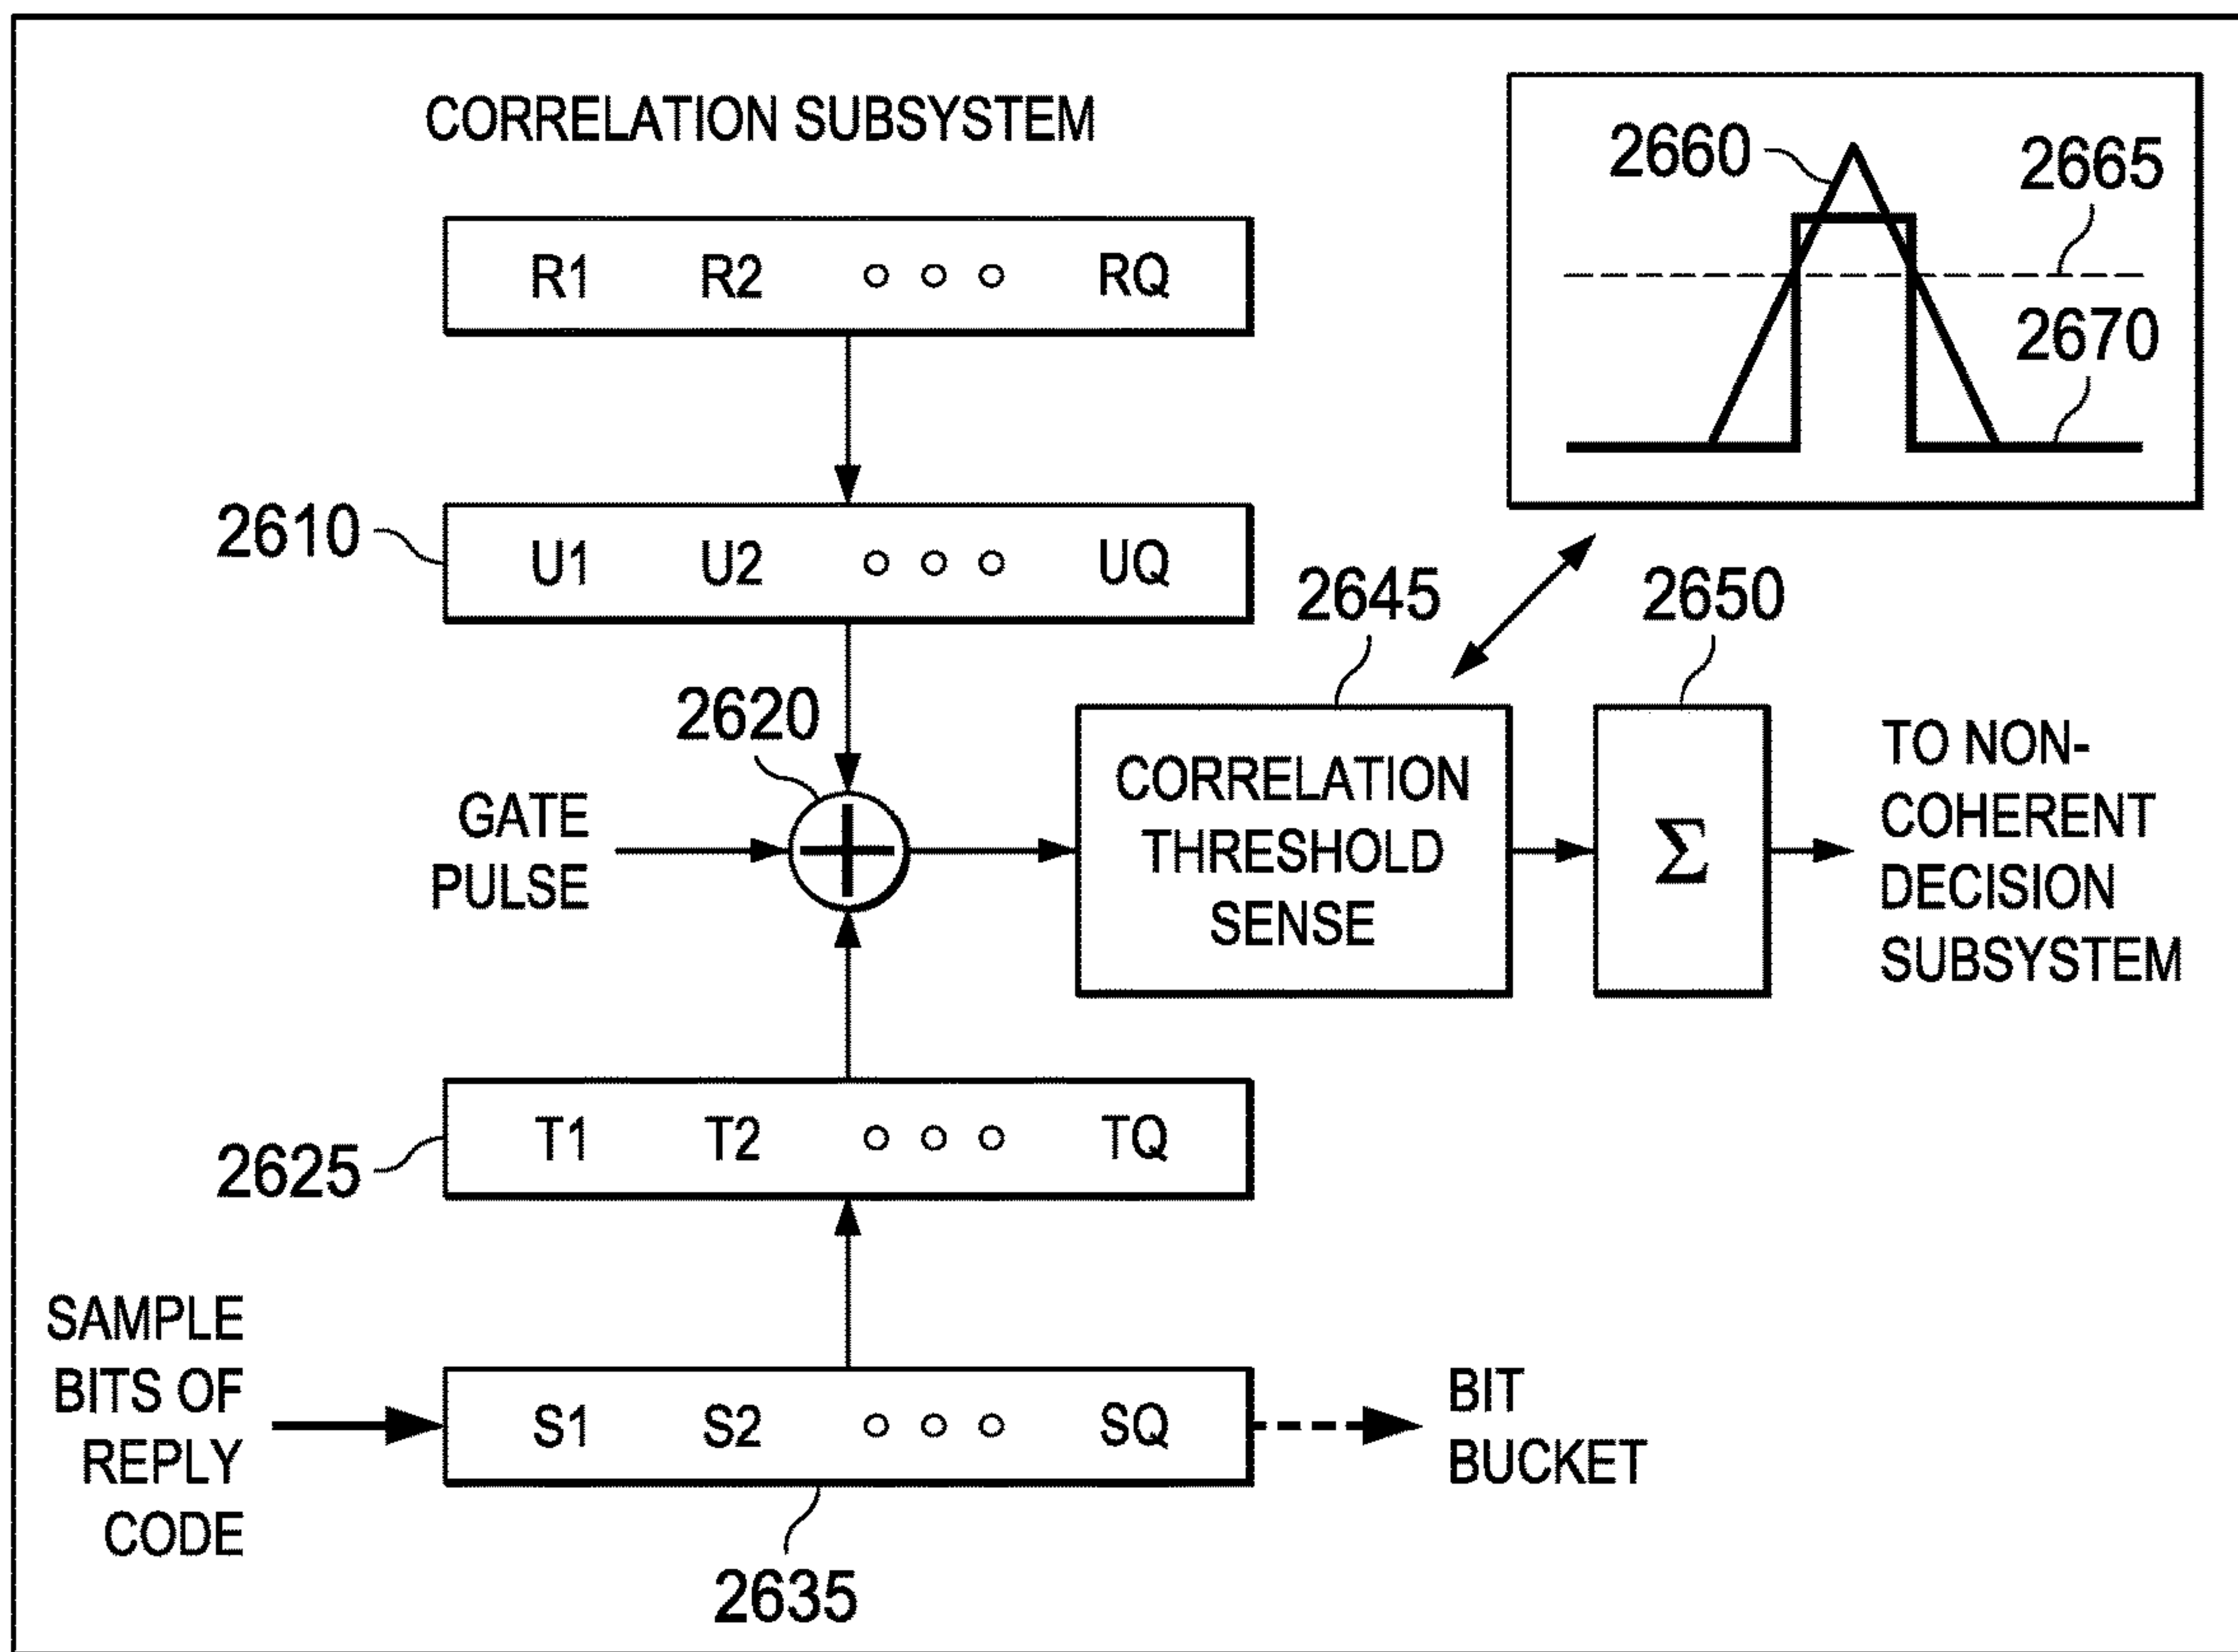 CORRELATION SUBSYSTEM
R1 R2 ○ ○ ○ RQ
2660
2665
2670
2610
U1 U2 ○ ○ ○ UQ
2645
2650
2620
GATE
PULSE
CORRELATION
THRESHOLD
SENSE
Σ
TO NON-
COHERENT
DECISION
SUBSYSTEM
2625
T1 T2 ○ ○ ○ TQ
SAMPLE
BITS OF
REPLY
CODE
S1 S2 ○ ○ ○ SQ
BIT
BUCKET
2635